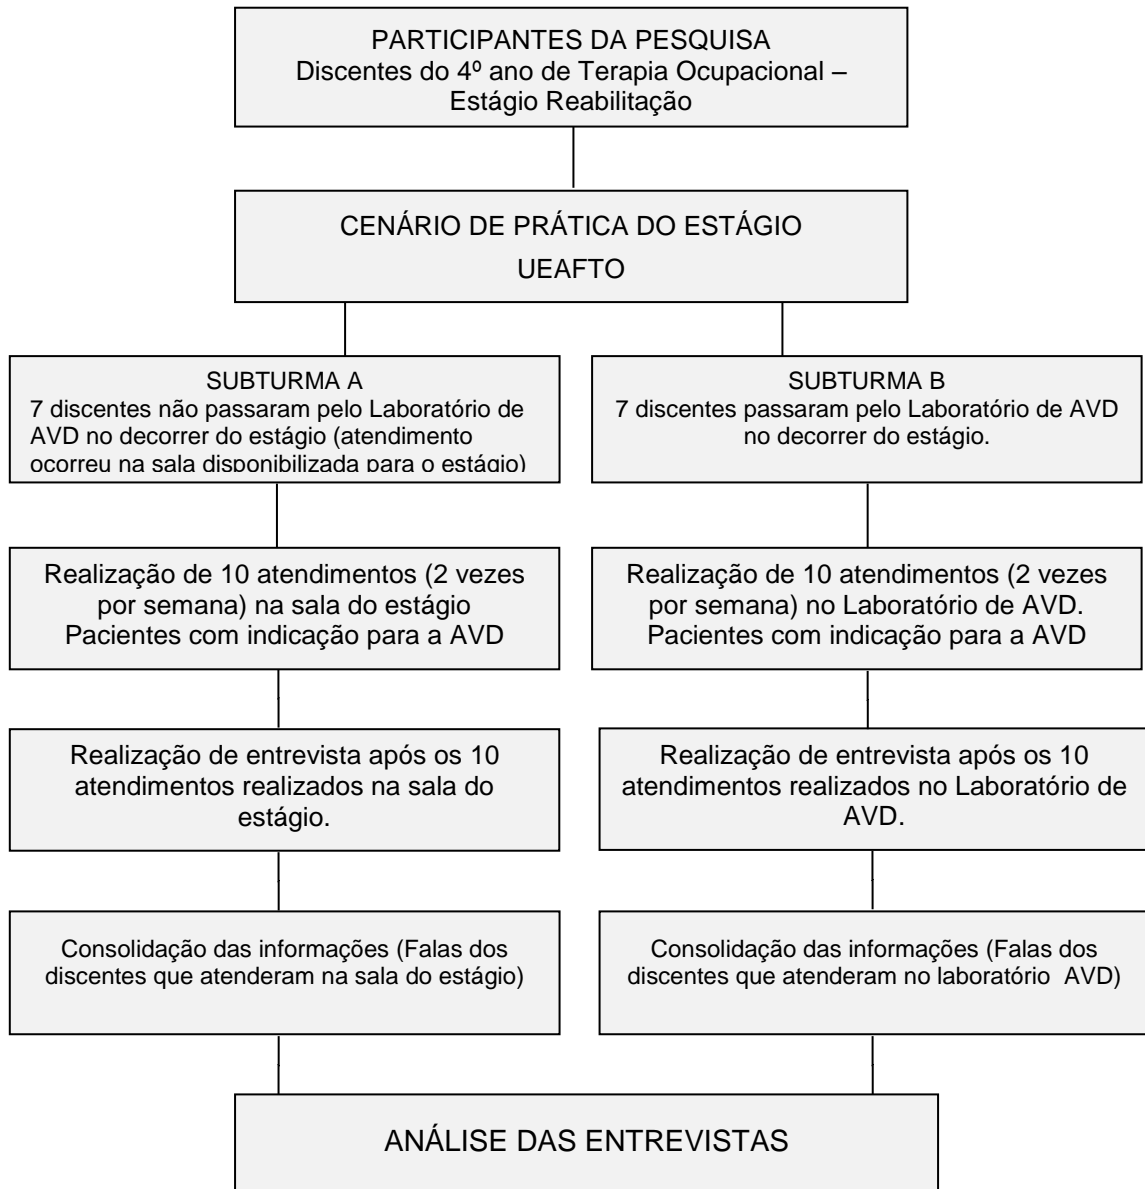 PARTICIPANTES DA PESQUISA
Discentes do 4º ano de Terapia Ocupacional –
Estágio Reabilitação
CENÁRIO DE PRÁTICA DO ESTÁGIO
UEAFTO
SUBTURMA A
7 discentes não passaram pelo Laboratório de
AVD no decorrer do estágio (atendimento
ocorreu na sala disponibilizada para o estágio)
SUBTURMA B
7 discentes passaram pelo Laboratório de AVD
no decorrer do estágio.
Realização de 10 atendimentos (2 vezes
por semana) na sala do estágio
Pacientes com indicação para a AVD
Realização de 10 atendimentos (2 vezes
por semana) no Laboratório de AVD.
Pacientes com indicação para a AVD
Realização de entrevista após os 10
atendimentos realizados na sala do
estágio.
Realização de entrevista após os 10
atendimentos realizados no Laboratório de
AVD.
Consolidação das informações (Falas dos
discentes que atenderam na sala do estágio)
Consolidação das informações (Falas dos
discentes que atenderam no laboratório AVD)
ANÁLISE DAS ENTREVISTAS